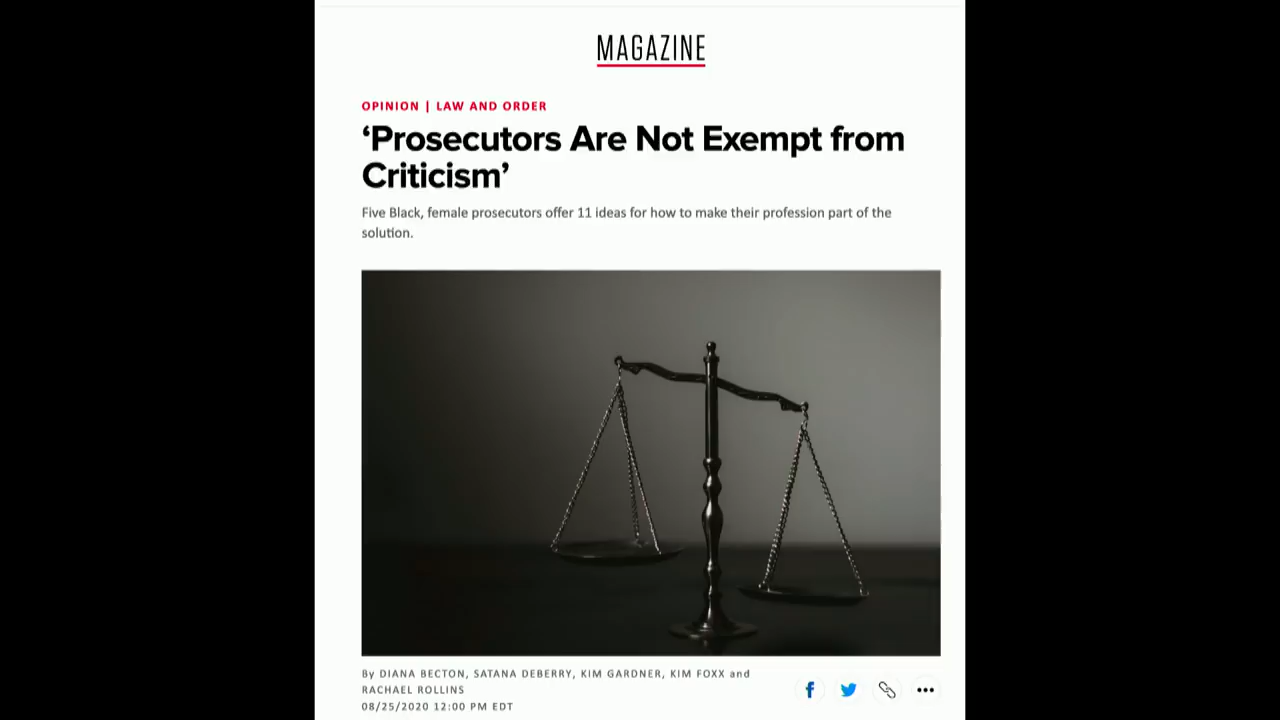 MAGAZINE
OPINION | LAW AND ORDER
‘Prosecutors Are Not Exempt from
Criticism’
Five Black, female prosecutors offer 11 ideas for how to make their profession part of the
solution.
By DIANA BECTON, SATANA DEBERRY, KIM GARDNER, KIM FOXX and
RACHAEL ROLLINS
08/25/2020 12:00 PM EDT